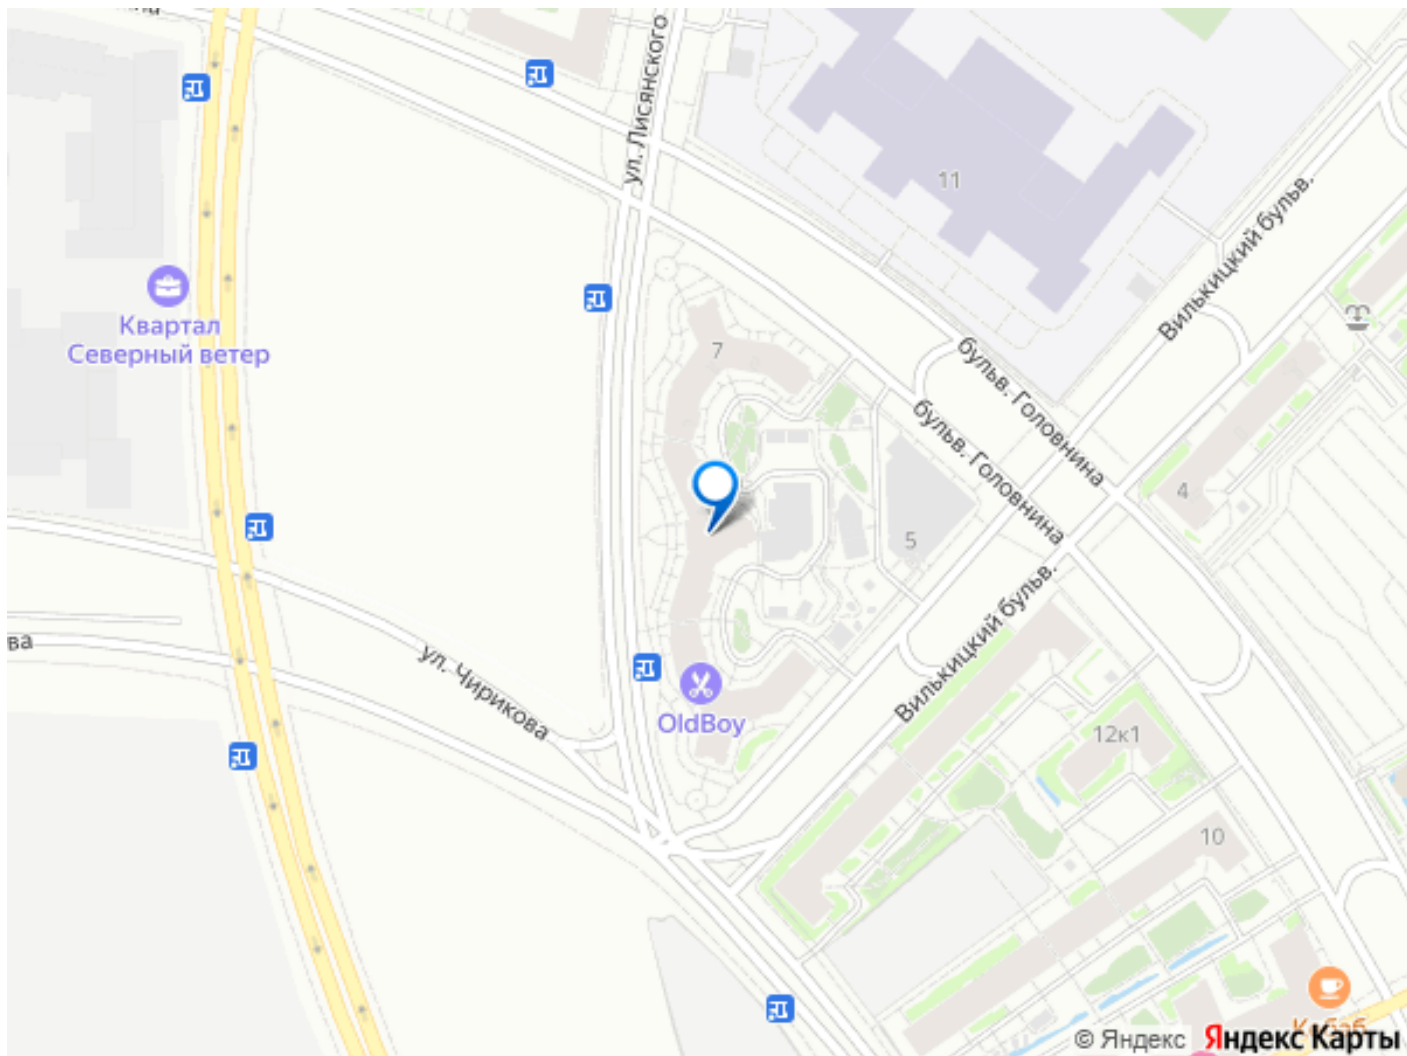 ул. Лисянского
11
Вилькицкий бульв.
Квартал
Северный ветер
7
бульв. Головнина
бульв. Головнина
4
5
ва
ул. Чирикова
Вилькицкий бульв.
OldBoy
12к1
10
© Яндекс Яндекс Карты